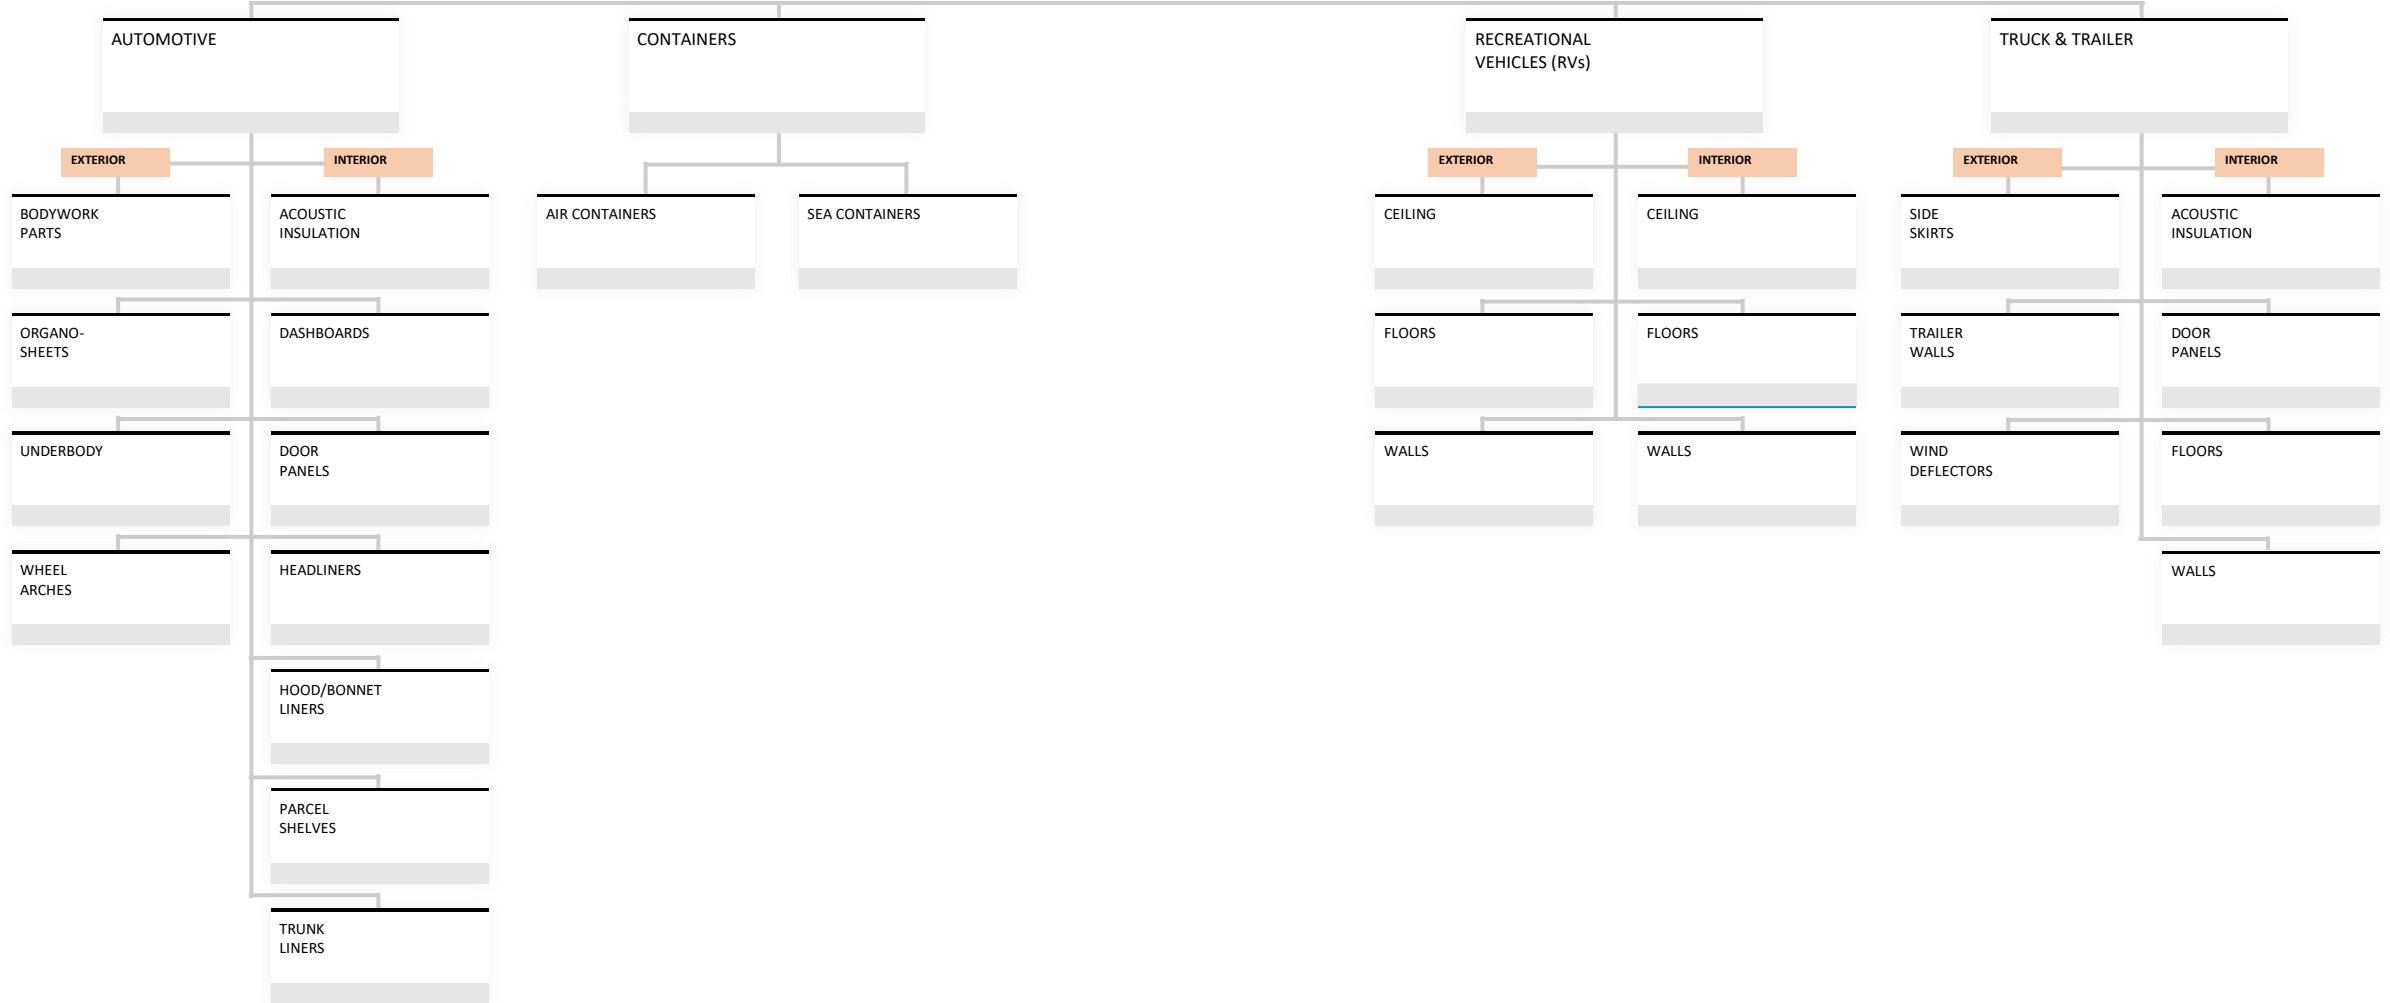 AUTOMOTIVE
CONTAINERS
RECREATIONAL
VEHICLES (RVs)
TRUCK & TRAILER
EXTERIOR
INTERIOR
EXTERIOR
INTERIOR
EXTERIOR
INTERIOR
BODYWORK
PARTS
ACOUSTIC
INSULATION
AIR CONTAINERS
SEA CONTAINERS
CEILING
CEILING
SIDE
SKIRTS
ACOUSTIC
INSULATION
ORGANO-
SHEETS
DASHBOARDS
FLOORS
FLOORS
TRAILER
WALLS
DOOR
PANELS
UNDERBODY
DOOR
PANELS
WALLS
WALLS
WIND
DEFLECTORS
FLOORS
WHEEL
ARCHES
HEADLINERS
WALLS
HOOD/BONNET
LINERS
PARCEL
SHELVES
TRUNK
LINERS